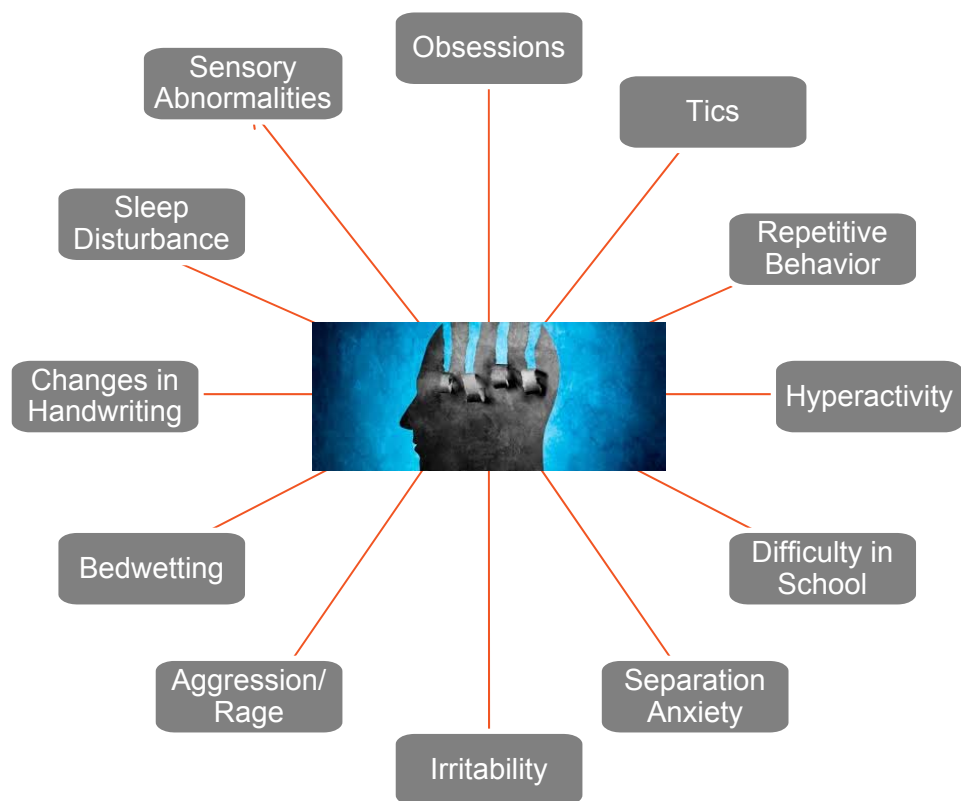 Obsessions
Tics
Repetitive
Behavior
Hyperactivity
Difficulty in
School
Separation
Anxiety
Irritability
Aggression/
Rage
Bedwetting
Changes in
Handwriting
Sleep
Disturbance
Sensory
Abnormalities